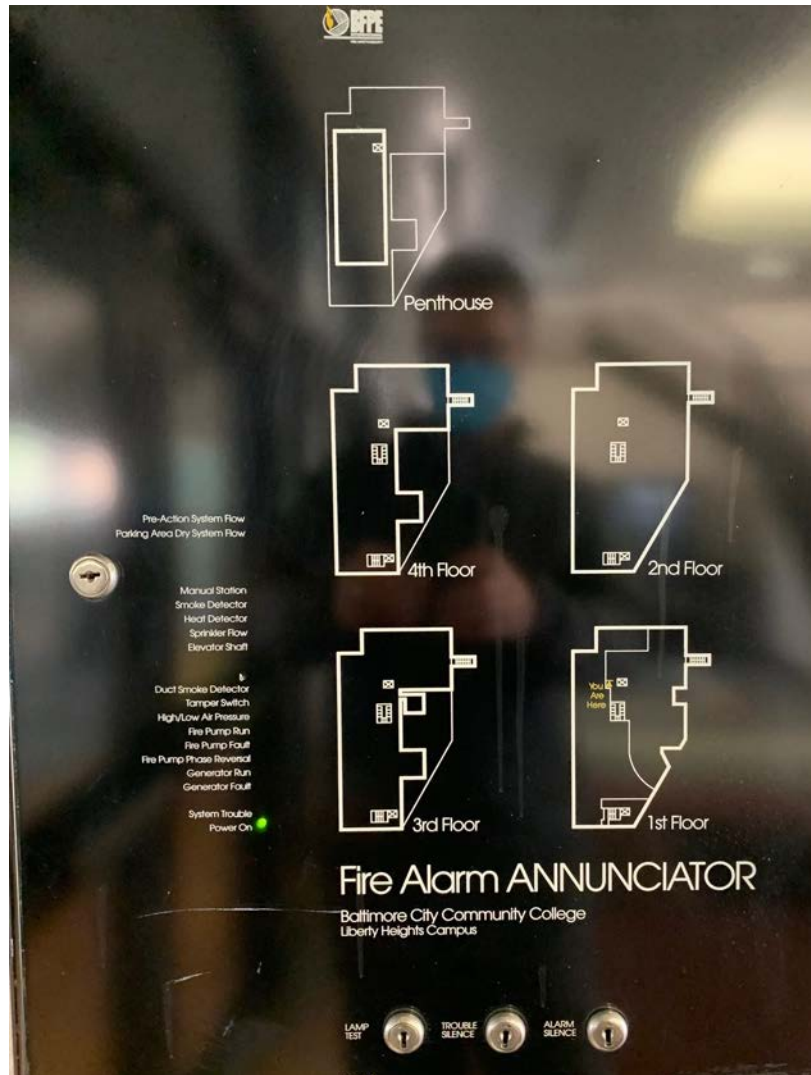 BFPE
Penthouse
4th Floor
2nd Floor
Pre-Action System Flow
Parking Area Dry System Flow
Manual Station
Smoke Detector
Heat Detector
Sprinkler Flow
Elevator Shaft
Duct Smoke Detector
Tamper Switch
High/Low Air Pressure
Fire Pump Run
Fire Pump Fault
Fire Pump Phase Reversal
Generator Run
Generator Fault
System Trouble
Power On
You
Are
Here
3rd Floor
1st Floor
Fire Alarm ANNUNCIATOR
Baltimore City Community College
Liberty Heights Campus
LAMP
TEST
TROUBLE
SILENCE
ALARM
SILENCE